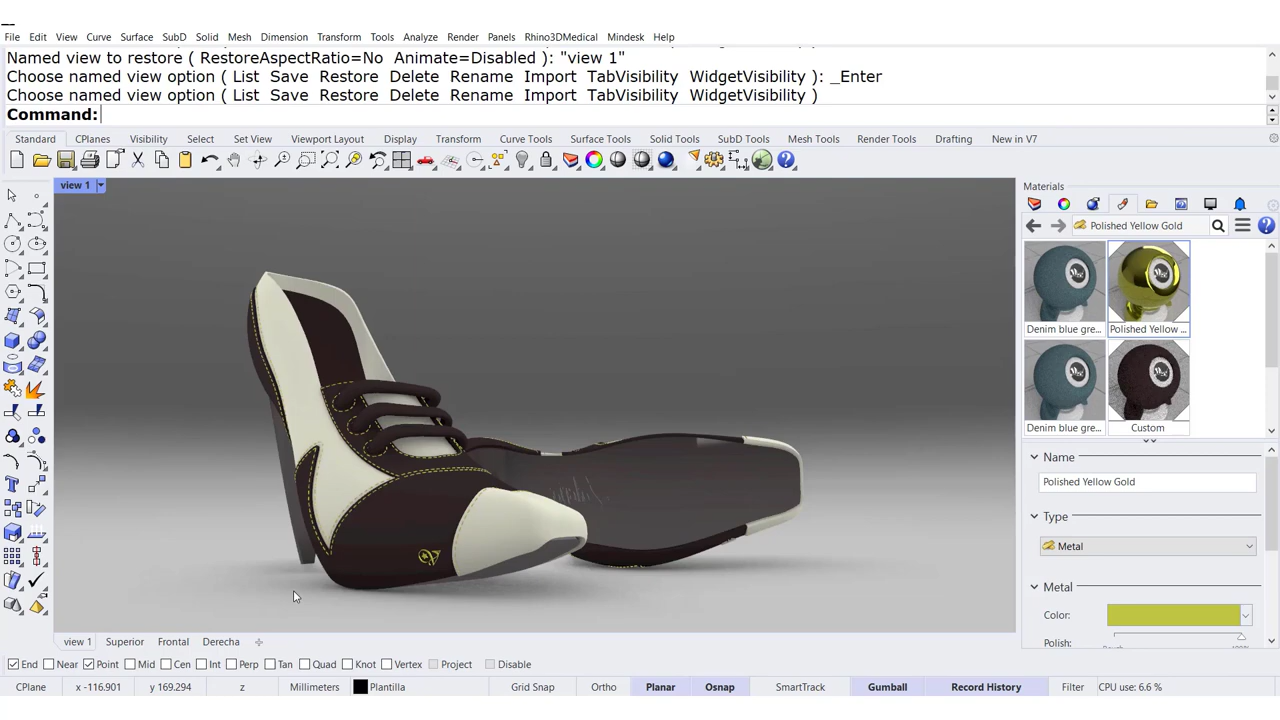 File Edit View Curve Surface SubD Solid Mesh Dimension Transform Tools Analyze Render Panels Rhino3DMedical Mindesk Help
Named view to restore ( RestoreAspectRatio=No Animate=Disabled ): "view 1"
Choose named view option ( List Save Restore Delete Rename Import TabVisibility WidgetVisibility ): _Enter
Choose named view option ( List Save Restore Delete Rename Import TabVisibility WidgetVisibility )
Command:
Standard CPlanes Visibility Select Set View Viewport Layout Display Transform Curve Tools Surface Tools Solid Tools SubD Tools Mesh Tools Render Tools Drafting New in V7
view 1
Materials
Polished Yellow Gold
Denim blue gre... Polished Yellow ...
Denim blue gre... Custom
Name
Polished Yellow Gold
Type
Metal
Metal
Color:
Polish:
view 1 Superior Frontal Derecha
End Near Point Mid Cen Int Perp Tan Quad Knot Vertex Project Disable
CPlane x -116.901 y 169.294 z Millimeters Plantilla Grid Snap Ortho Planar Osnap SmartTrack Gumball Record History Filter CPU use: 6.6 %